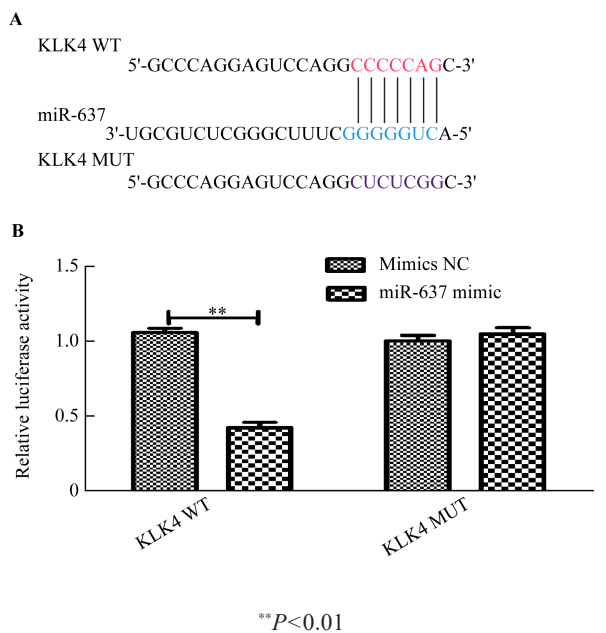 A
KLK4 WT
5'-GCCCAGGAGUCCAGGCCCCCAGC-3'
miR-637
3'-UGCGUCUCGGGCUUUCGGGGGUCA-5'
KLK4 MUT
5'-GCCCAGGAGUCCAGGCUCUCGGC-3'
B
Relative luciferase activity
1.5
1.0
0.5
0
Mimics NC
miR-637 mimic
**
KLK4 WT
KLK4 MUT
**P<0.01